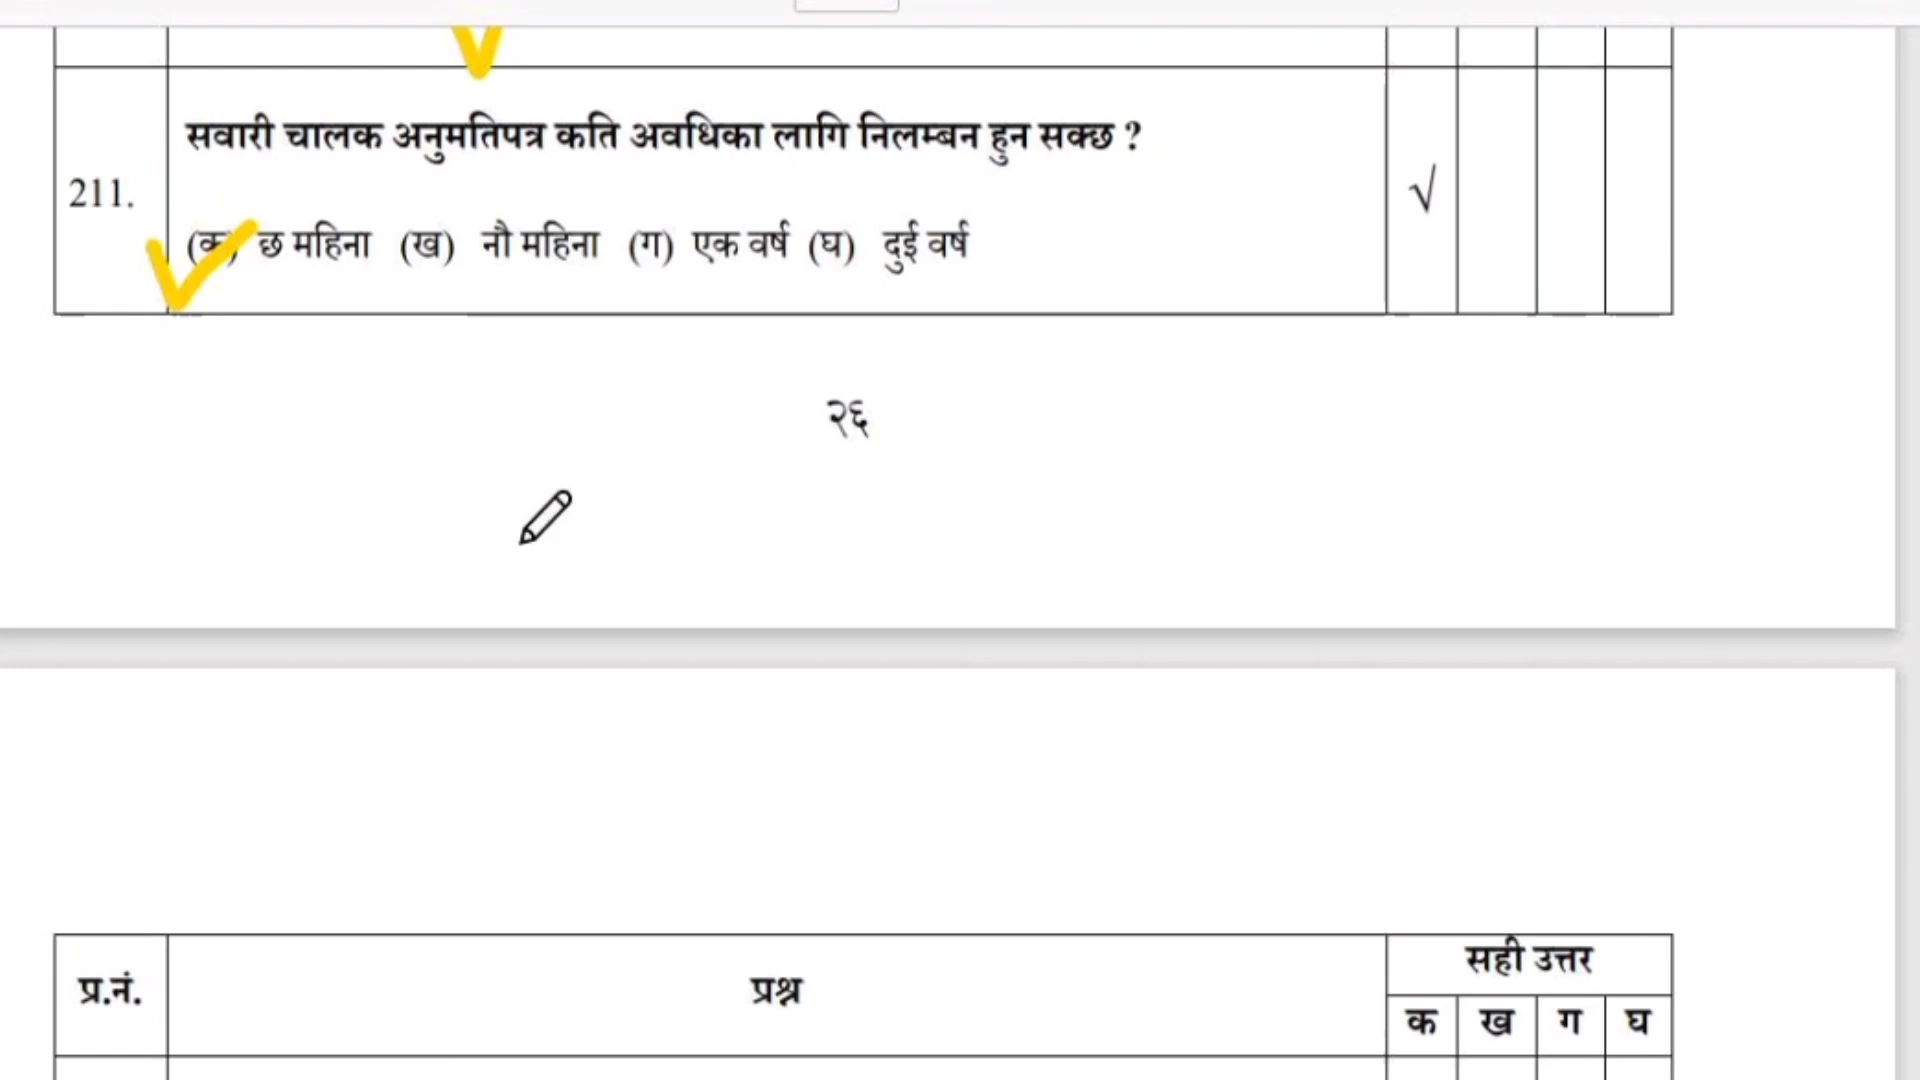 211.
सवारी चालक अनुमतिपत्र कति अवधिका लागि निलम्बन हुन सक्छ ?
√
(क) छ महिना (ख) नौ महिना (ग) एक वर्ष (घ) दुई वर्ष
२६
प्र.नं.
प्रश्न
सही उत्तर
क ख ग घ